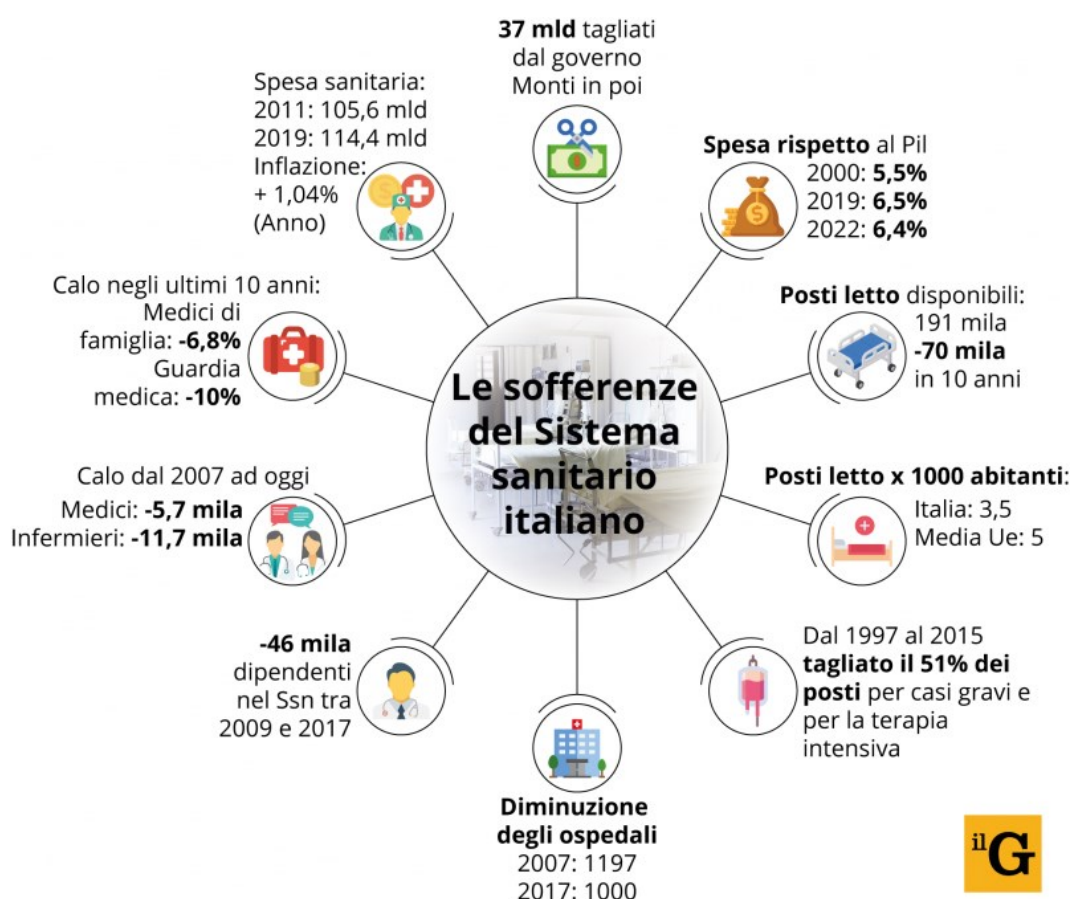 37 mld tagliati
dal governo
Monti in poi
Spesa sanitaria:
2011: 105,6 mld
2019: 114,4 mld
Inflazione:
+ 1,04%
(Anno)
Spesa rispetto al Pil
2000: 5,5%
2019: 6,5%
2022: 6,4%
Calo negli ultimi 10 anni:
Medici di
famiglia: -6,8%
Guardia
medica: -10%
Posti letto disponibili:
191 mila
-70 mila
in 10 anni
Le sofferenze
del Sistema
sanitario
italiano
Calo dal 2007 ad oggi
Medici: -5,7 mila
Infermieri: -11,7 mila
Posti letto x 1000 abitanti:
Italia: 3,5
Media Ue: 5
-46 mila
dipendenti
nel Ssn tra
2009 e 2017
Dal 1997 al 2015
tagliato il 51% dei
posti per casi gravi e
per la terapia
intensiva
Diminuzione
degli ospedali
2007: 1197
2017: 1000
il G